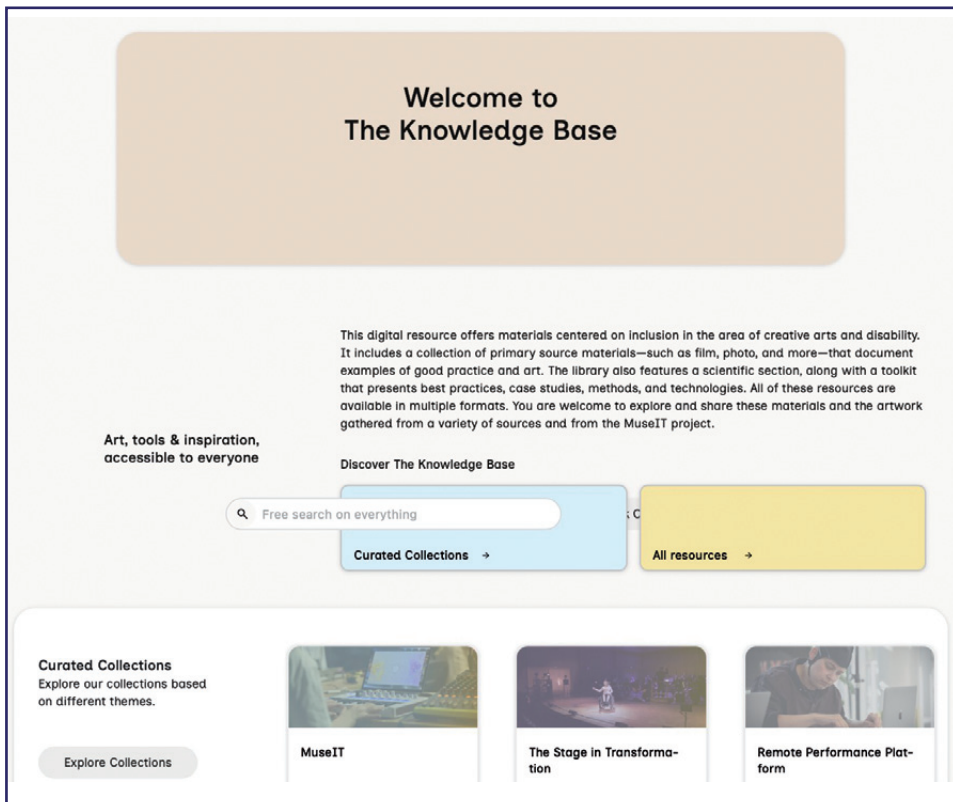 Welcome to
The Knowledge Base
This digital resource offers materials centered on inclusion in the area of creative arts and disability.
It includes a collection of primary source materials—such as film, photo, and more—that document
examples of good practice and art. The library also features a scientific section, along with a toolkit
that presents best practices, case studies, methods, and technologies. All of these resources are
available in multiple formats. You are welcome to explore and share these materials and the artwork
gathered from a variety of sources and from the MuseIT project.
Art, tools & inspiration,
accessible to everyone
Discover The Knowledge Base
Free search on everything
Curated Collections →
All resources →
Curated Collections
Explore our collections based
on different themes.
Explore Collections
MuseIT
The Stage in Transforma-
tion
Remote Performance Plat-
form